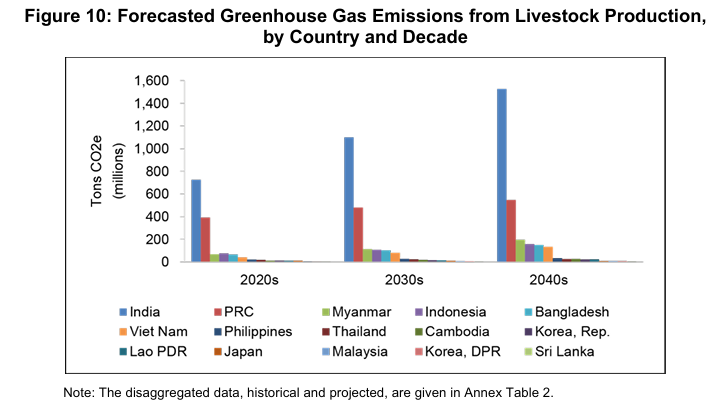 Figure 10: Forecasted Greenhouse Gas Emissions from Livestock Production,
by Country and Decade
Tons CO2e
(millions)
1,600
1,400
1,200
1,000
800
600
400
200
0
2020s 2030s 2040s
India PRC Myanmar Indonesia Bangladesh
Viet Nam Philippines Thailand Cambodia Korea, Rep.
Lao PDR Japan Malaysia Korea, DPR Sri Lanka
Note: The disaggregated data, historical and projected, are given in Annex Table 2.